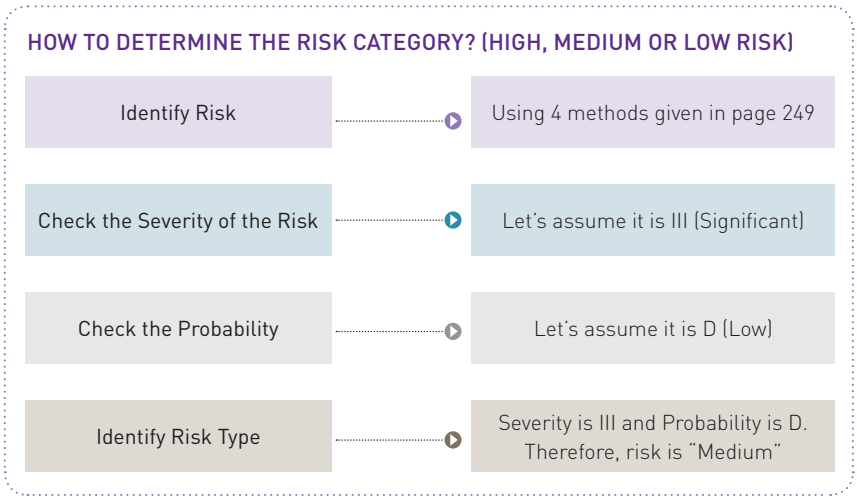 HOW TO DETERMINE THE RISK CATEGORY? (HIGH, MEDIUM OR LOW RISK)
Identify Risk
Using 4 methods given in page 249
Check the Severity of the Risk
Let's assume it is III (Significant)
Check the Probability
Let's assume it is D (Low)
Identify Risk Type
Severity is III and Probability is D.
Therefore, risk is “Medium”